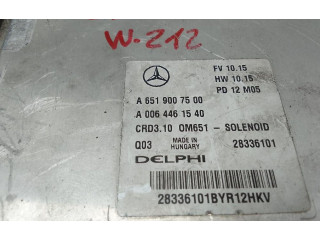 W-212
FV 10.15
HW 10.15
PD 12 M05
A 651 900 75 00
A 006 446 15 40
CRD3.10 OM651 - SOLENOID
Q03 MADE IN HUNGARY 28336101
DELPHI
28336101BYR12HKV